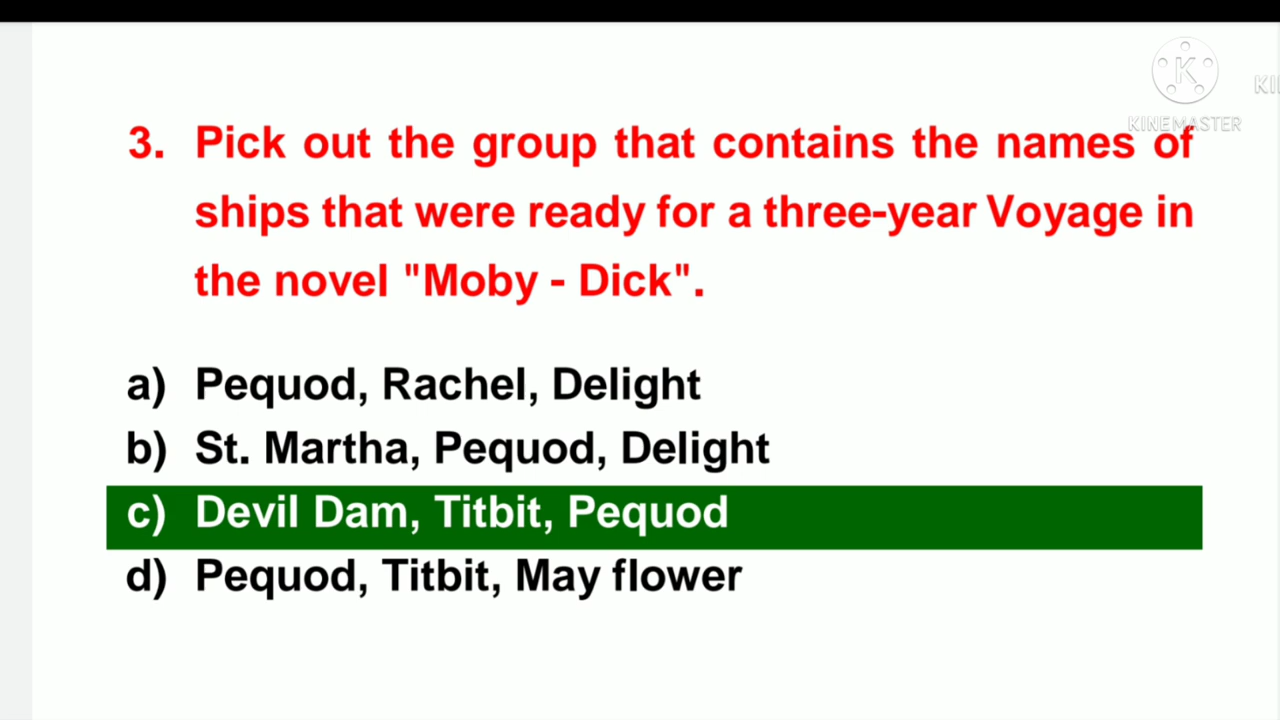 KINEMASTER
KI
3. Pick out the group that contains the names of
ships that were ready for a three-year Voyage in
the novel "Moby - Dick".
a) Pequod, Rachel, Delight
b) St. Martha, Pequod, Delight
c) Devil Dam, Titbit, Pequod
d) Pequod, Titbit, May flower